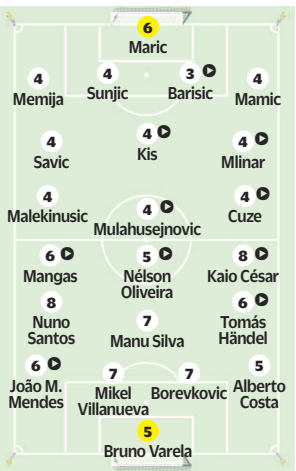 6
Maric
4 4 3 4
Memija Sunjic Barisic Mamic
4 4 4
Savic Kis Mlinar
4 4 4
Malekinusic Mulahusejnovic Cuze
6 5 8
Mangas Nélson Kaio César
Oliveira
8 7 6
Nuno Manu Silva Tomás
Santos Händel
6 7 7 5
João M. Mikel Borevkovic Alberto
Mendes Villanueva Costa
5
Bruno Varela